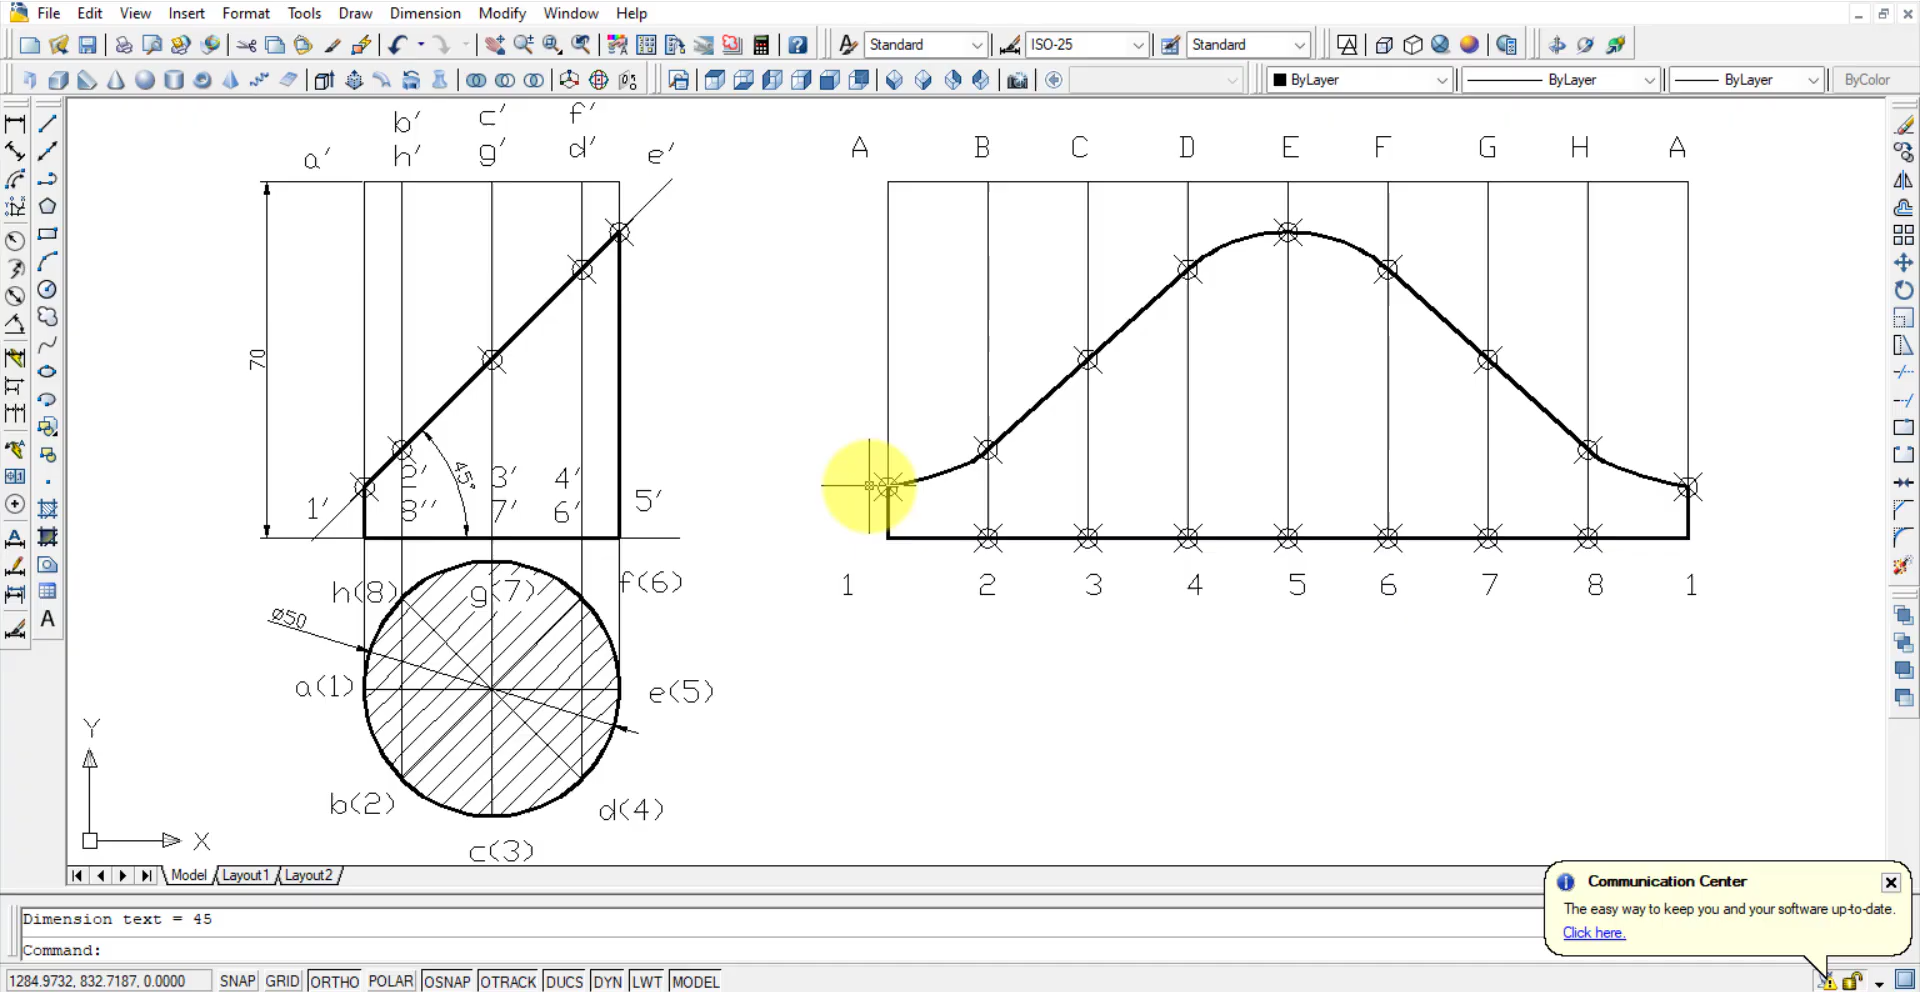 File Edit View Insert Format Tools Draw Dimension Modify Window Help
Standard ISO-25 Standard
ByLayer ByLayer ByLayer ByColor
b' c' f'
a' h' g' d' e'
A B C D E F G H A
70
45°
2' 3' 4'
1' 8'' 7' 6' 5'
1 2 3 4 5 6 7 8 1
h(8) g(7) f(6)
ø50
a(1) e(5)
b(2) d(4)
c(3)
Y
X
Model Layout1 Layout2
Dimension text = 45
Command:
Communication Center
The easy way to keep you and your software up-to-date.
Click here.
1284.9732, 832.7187, 0.0000 SNAP GRID ORTHO POLAR OSNAP OTRACK DUCS DYN LWT MODEL